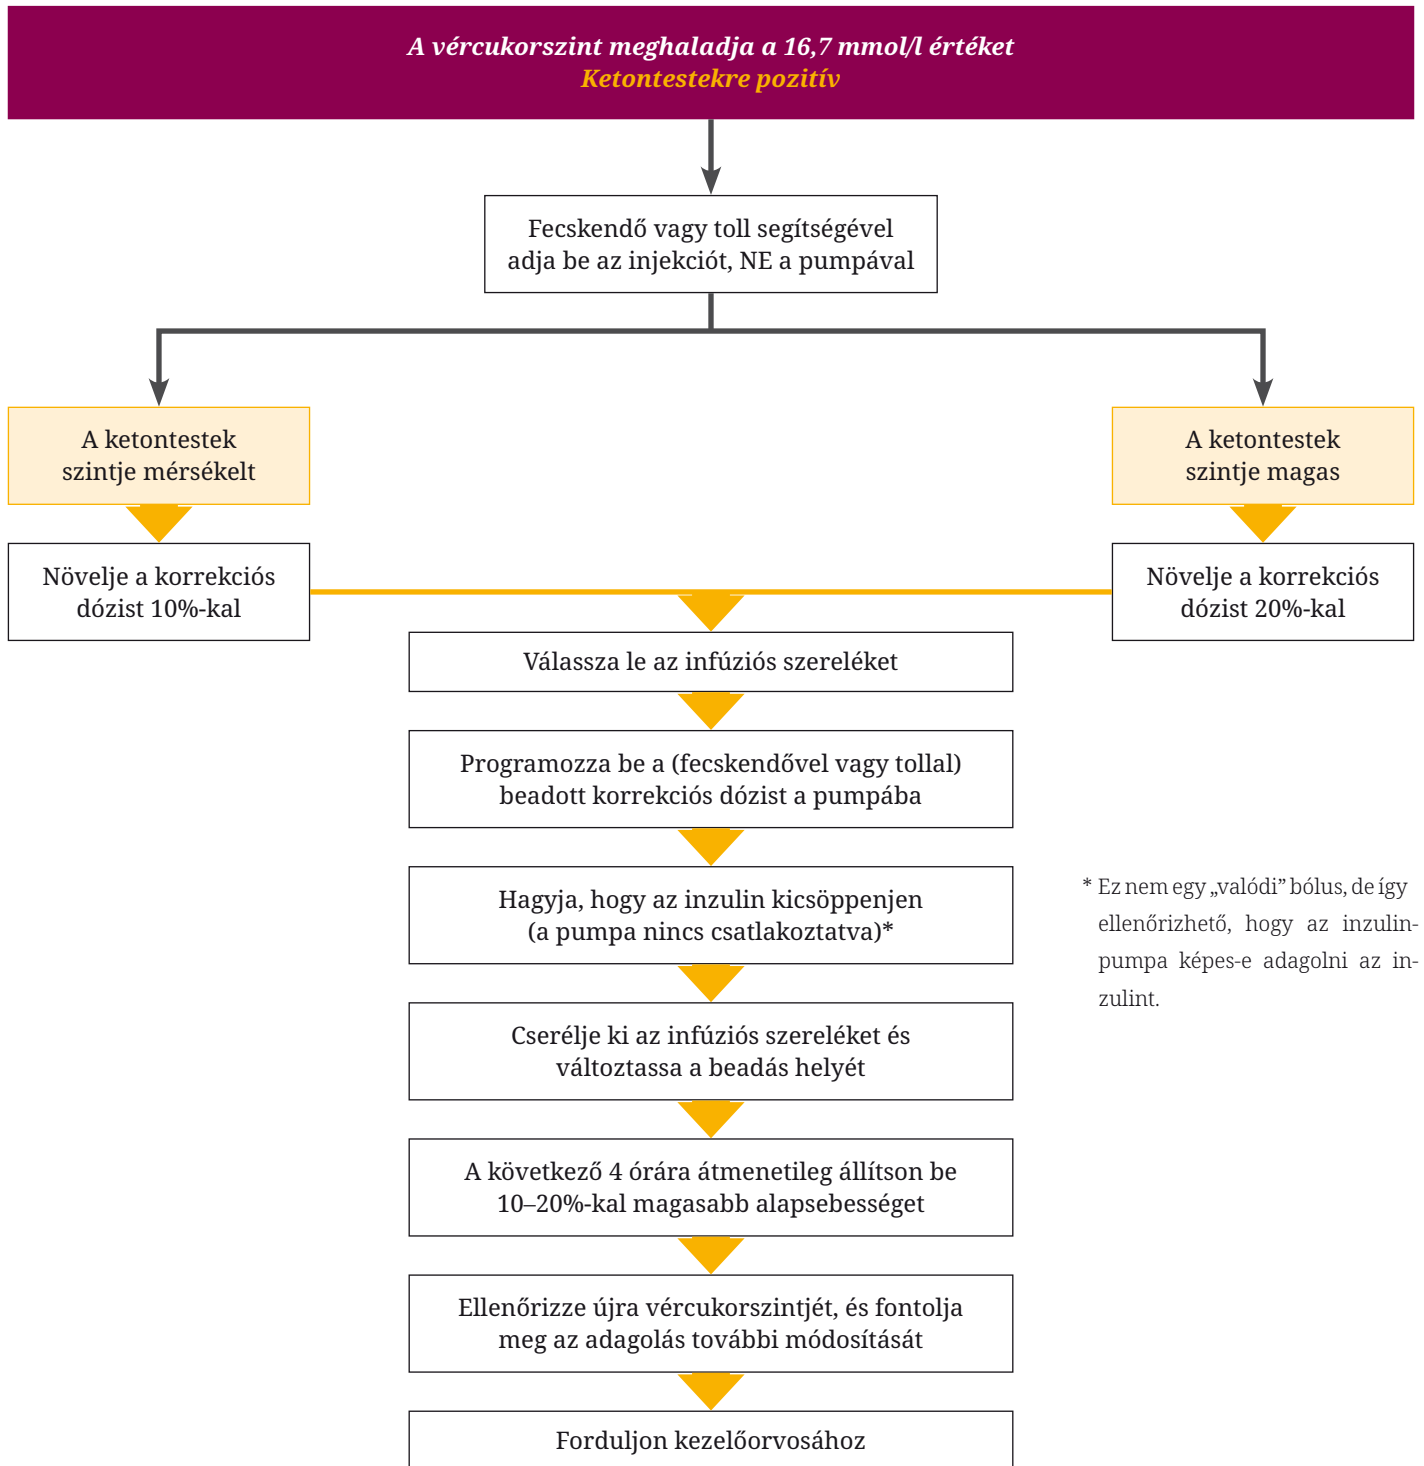 A vércukorszint meghaladja a 16,7 mmol/l értéket
Ketontestekre pozitív
Fecskendő vagy toll segítségével
adja be az injekciót, NE a pumpával
A ketontestek
szintje mérsékelt
A ketontestek
szintje magas
Növelje a korrekciós
dózist 10%-kal
Növelje a korrekciós
dózist 20%-kal
Válassza le az infúziós szereléket
Programozza be a (fecskendővel vagy tollal)
beadott korrekciós dózist a pumpába
Hagyja, hogy az inzulin kicsöppenjen
(a pumpa nincs csatlakoztatva)*
* Ez nem egy „valódi” bólus, de így
ellenőrizhető, hogy az inzulin-
pumpa képes-e adagolni az in-
zulint.
Cserélje ki az infúziós szereléket és
változtassa a beadás helyét
A következő 4 órára átmenetileg állítson be
10–20%-kal magasabb alapsebességet
Ellenőrizze újra vércukorszintjét, és fontolja
meg az adagolás további módosítását
Forduljon kezelőorvosához